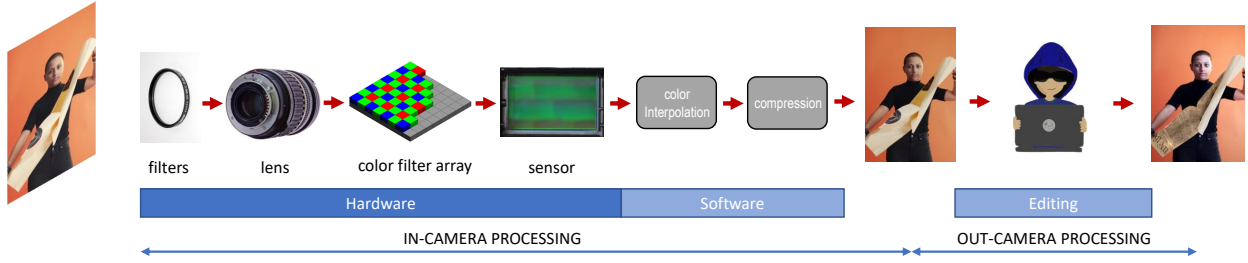 color
Interpolation
compression
filters
lens
color filter array
sensor
Hardware
Software
Editing
IN-CAMERA PROCESSING
OUT-CAMERA PROCESSING